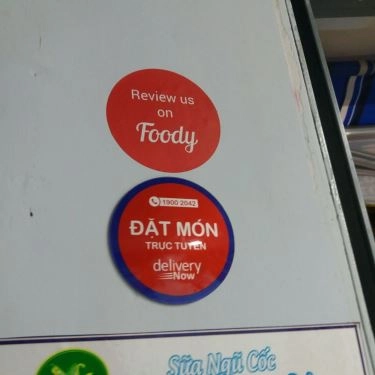 Review us
on
Foody
1900 2042
ĐẶT MÓN
TRỰC TUYẾN
delivery
Now
Sữa Ngũ Cốc